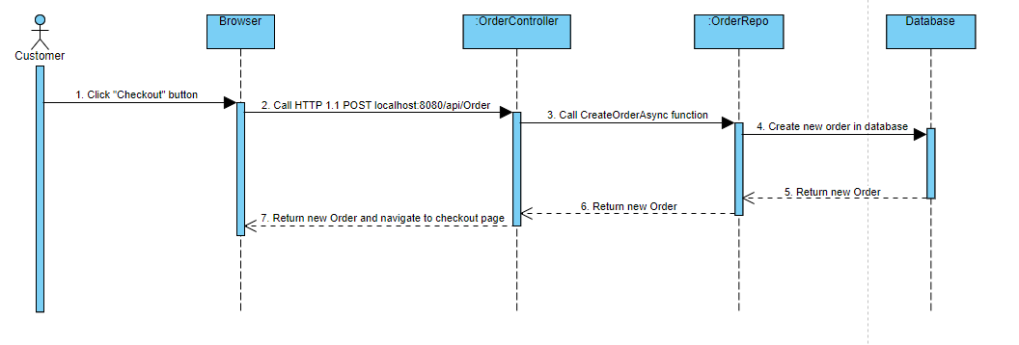 Browser
:OrderController
:OrderRepo
Database
Customer
1. Click "Checkout" button
2. Call HTTP 1.1 POST localhost:8080/api/Order
3. Call CreateOrderAsync function
4. Create new order in database
5. Return new Order
6. Return new Order
7. Return new Order and navigate to checkout page